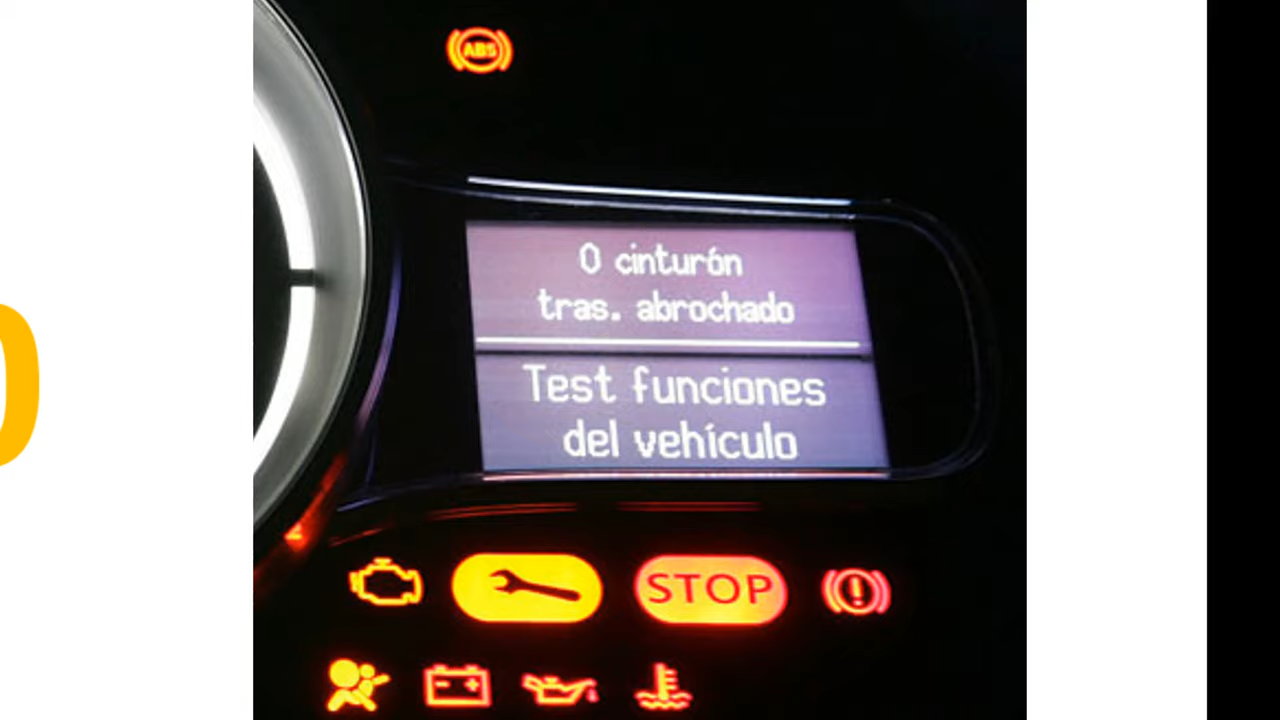 ABS
0 cinturón
tras. abrochado
Test funciones
del vehículo
STOP